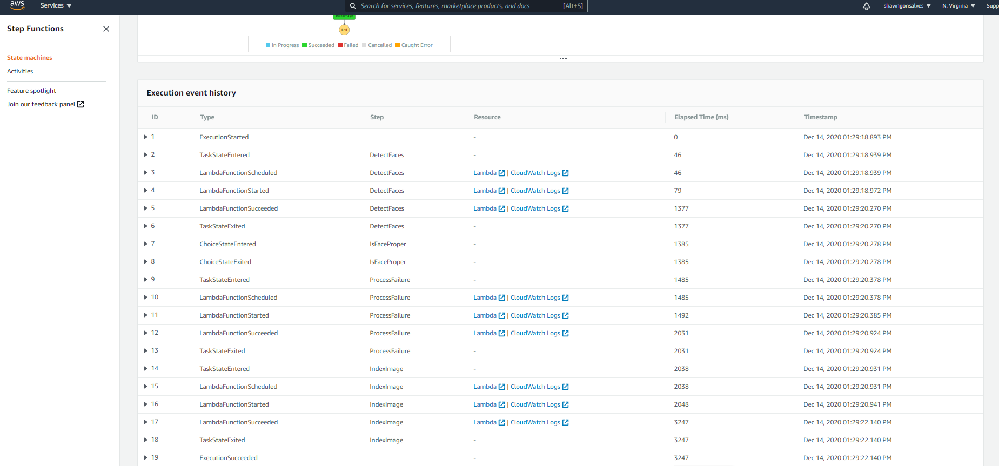 aws Services Search for services, features, marketplace products, and docs [Alt+S] shawngonsalves N. Virginia Supp
Step Functions
State machines
Activities
Feature spotlight
Join our feedback panel
IndexImage
End
In Progress Succeeded Failed Cancelled Caught Error
Execution event history
ID Type Step Resource Elapsed Time (ms) Timestamp
1 ExecutionStarted - 0 Dec 14, 2020 01:29:18.893 PM
2 TaskStateEntered DetectFaces - 46 Dec 14, 2020 01:29:18.939 PM
3 LambdaFunctionScheduled DetectFaces Lambda | CloudWatch Logs 46 Dec 14, 2020 01:29:18.939 PM
4 LambdaFunctionStarted DetectFaces Lambda | CloudWatch Logs 79 Dec 14, 2020 01:29:18.972 PM
5 LambdaFunctionSucceeded DetectFaces Lambda | CloudWatch Logs 1377 Dec 14, 2020 01:29:20.270 PM
6 TaskStateExited DetectFaces - 1377 Dec 14, 2020 01:29:20.270 PM
7 ChoiceStateEntered IsFaceProper - 1385 Dec 14, 2020 01:29:20.278 PM
8 ChoiceStateExited IsFaceProper - 1385 Dec 14, 2020 01:29:20.278 PM
9 TaskStateEntered ProcessFailure - 1485 Dec 14, 2020 01:29:20.378 PM
10 LambdaFunctionScheduled ProcessFailure Lambda | CloudWatch Logs 1485 Dec 14, 2020 01:29:20.378 PM
11 LambdaFunctionStarted ProcessFailure Lambda | CloudWatch Logs 1492 Dec 14, 2020 01:29:20.385 PM
12 LambdaFunctionSucceeded ProcessFailure Lambda | CloudWatch Logs 2031 Dec 14, 2020 01:29:20.924 PM
13 TaskStateExited ProcessFailure - 2031 Dec 14, 2020 01:29:20.924 PM
14 TaskStateEntered IndexImage - 2038 Dec 14, 2020 01:29:20.931 PM
15 LambdaFunctionScheduled IndexImage Lambda | CloudWatch Logs 2038 Dec 14, 2020 01:29:20.931 PM
16 LambdaFunctionStarted IndexImage Lambda | CloudWatch Logs 2048 Dec 14, 2020 01:29:20.941 PM
17 LambdaFunctionSucceeded IndexImage Lambda | CloudWatch Logs 3247 Dec 14, 2020 01:29:22.140 PM
18 TaskStateExited IndexImage - 3247 Dec 14, 2020 01:29:22.140 PM
19 ExecutionSucceeded - 3247 Dec 14, 2020 01:29:22.140 PM